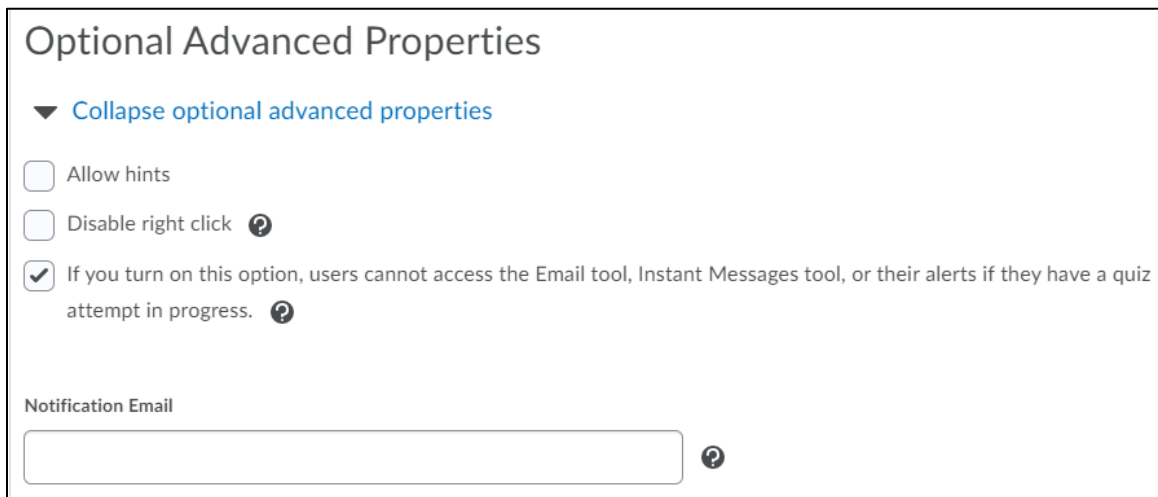 Optional Advanced Properties
Collapse optional advanced properties
Allow hints
Disable right click ?
If you turn on this option, users cannot access the Email tool, Instant Messages tool, or their alerts if they have a quiz
attempt in progress. ?
Notification Email
?